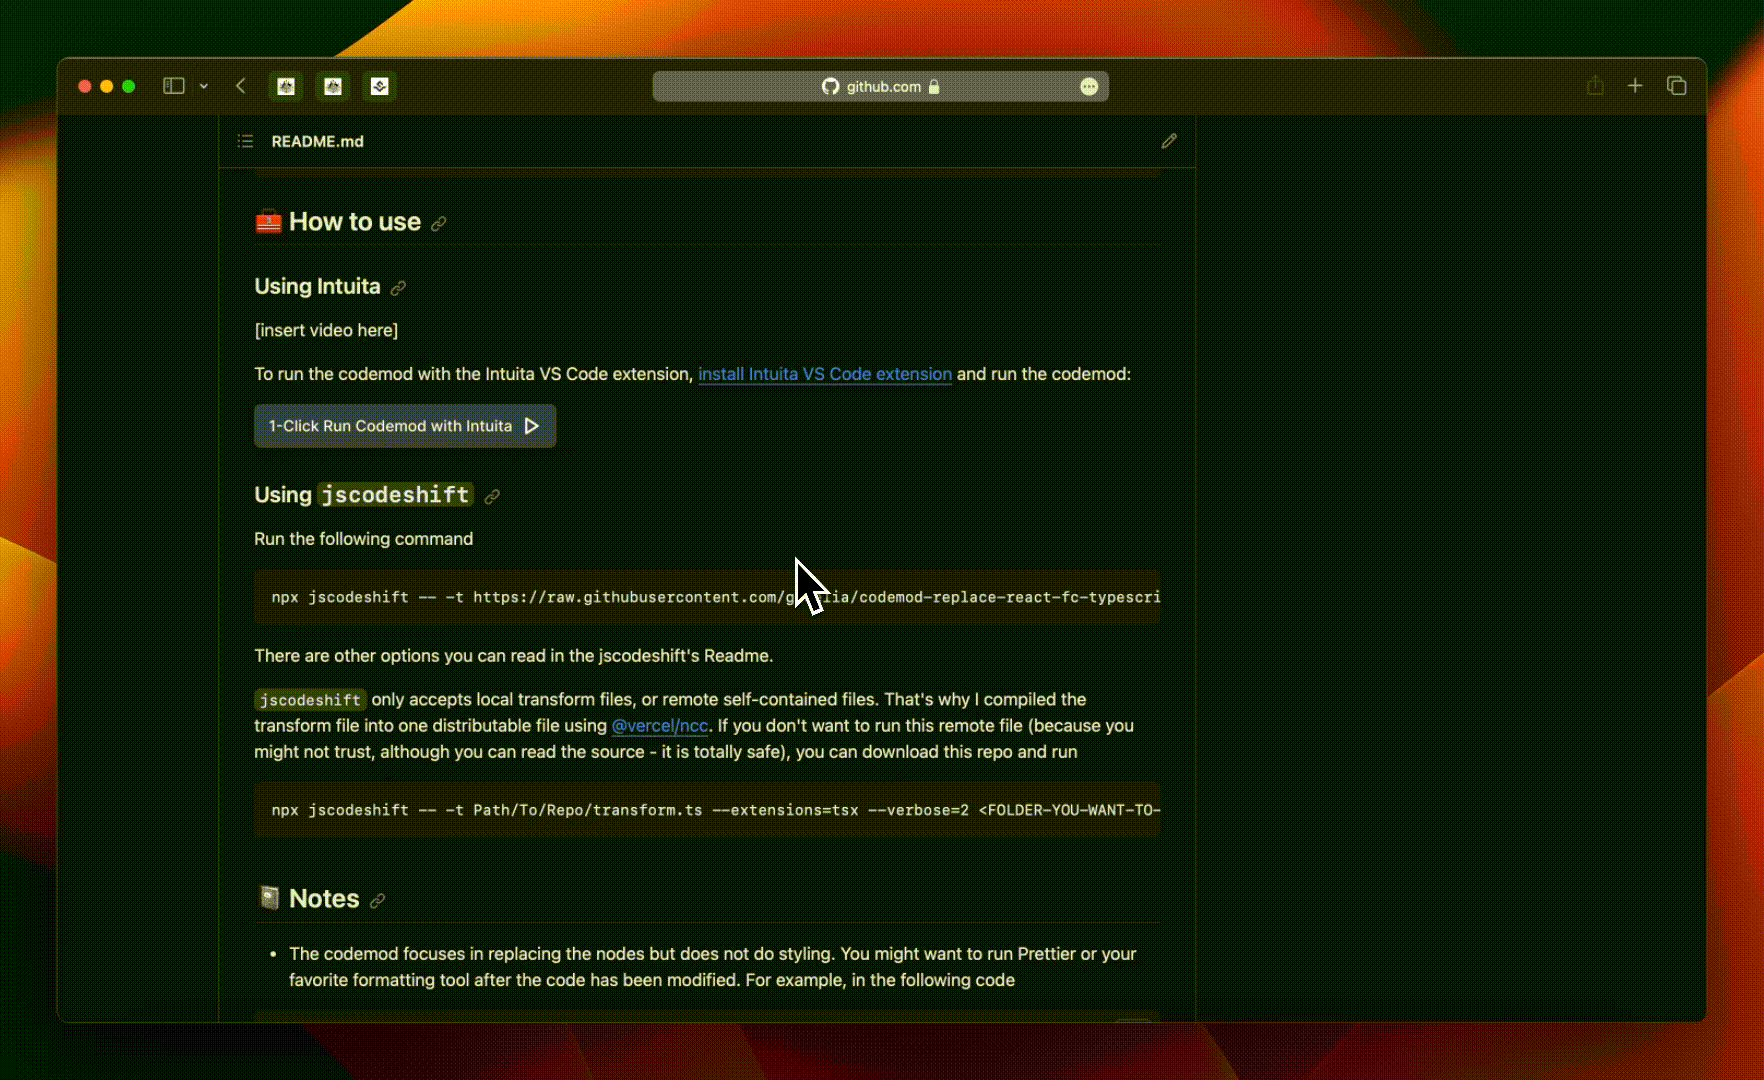 github.com
README.md
How to use
Using Intuita
[insert video here]
To run the codemod with the Intuita VS Code extension, install Intuita VS Code extension and run the codemod:
1-Click Run Codemod with Intuita
Using jscodeshift
Run the following command
npx jscodeshift -- -t https://raw.githubusercontent.com/ /codemod-replace-react-fc-typescri
There are other options you can read in the jscodeshift's Readme.
jscodeshift only accepts local transform files, or remote self-contained files. That's why I compiled the
transform file into one distributable file using @vercel/ncc. If you don't want to run this remote file (because you
might not trust, although you can read the source - it is totally safe), you can download this repo and run
npx jscodeshift -- -t Path/To/Repo/transform.ts --extensions=tsx --verbose=2 <FOLDER-YOU-WANT-TO-
Notes
• The codemod focuses in replacing the nodes but does not do styling. You might want to run Prettier or your
favorite formatting tool after the code has been modified. For example, in the following code